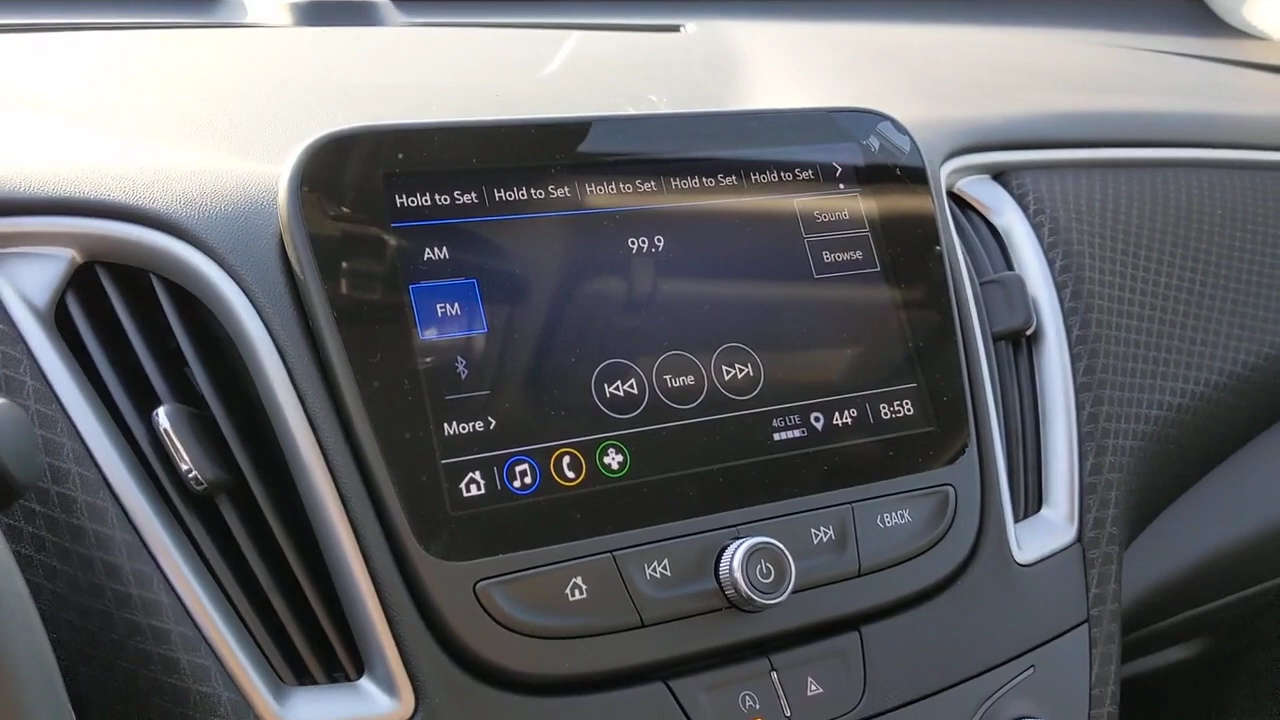 Hold to Set Hold to Set Hold to Set Hold to Set Hold to Set
AM
99.9
Sound
Browse
FM
Tune
More
4G LTE
44° 8:58
BACK
A